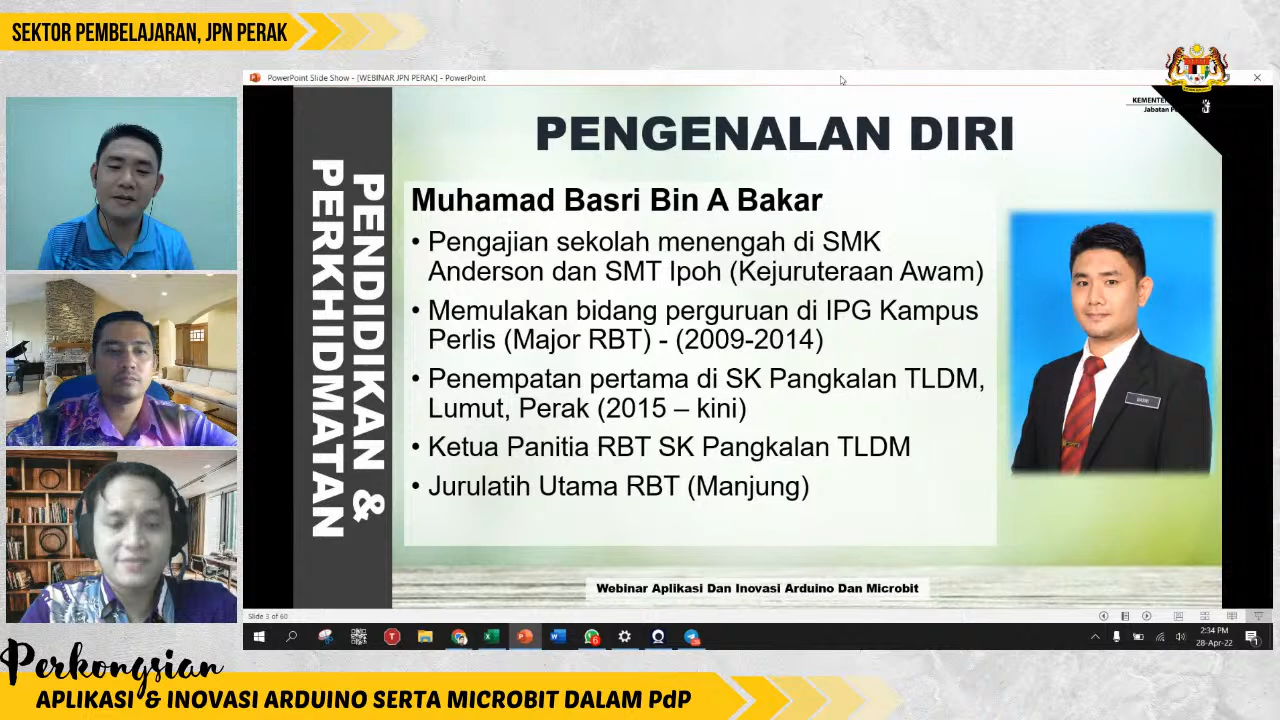 SEKTOR PEMBELAJARAN, JPN PERAK
PowerPoint Slide Show - [WEBINAR JPN PERAK] - PowerPoint
Jabatan
PENGENALAN DIRI
PENDIDIKAN &
PERKHIDMATAN
Muhamad Basri Bin A Bakar
• Pengajian sekolah menengah di SMK
Anderson dan SMT Ipoh (Kejuruteraan Awam)
• Memulakan bidang perguruan di IPG Kampus
Perlis (Major RBT) - (2009-2014)
• Penempatan pertama di SK Pangkalan TLDM,
Lumut, Perak (2015 – kini)
• Ketua Panitia RBT SK Pangkalan TLDM
• Jurulatih Utama RBT (Manjung)
BASRI
Webinar Aplikasi Dan Inovasi Arduino Dan Microbit
Slide 3 of 60
2:34 PM
28-Apr-22
Perkongsian
APLIKASI & INOVASI ARDUINO SERTA MICROBIT DALAM PdP